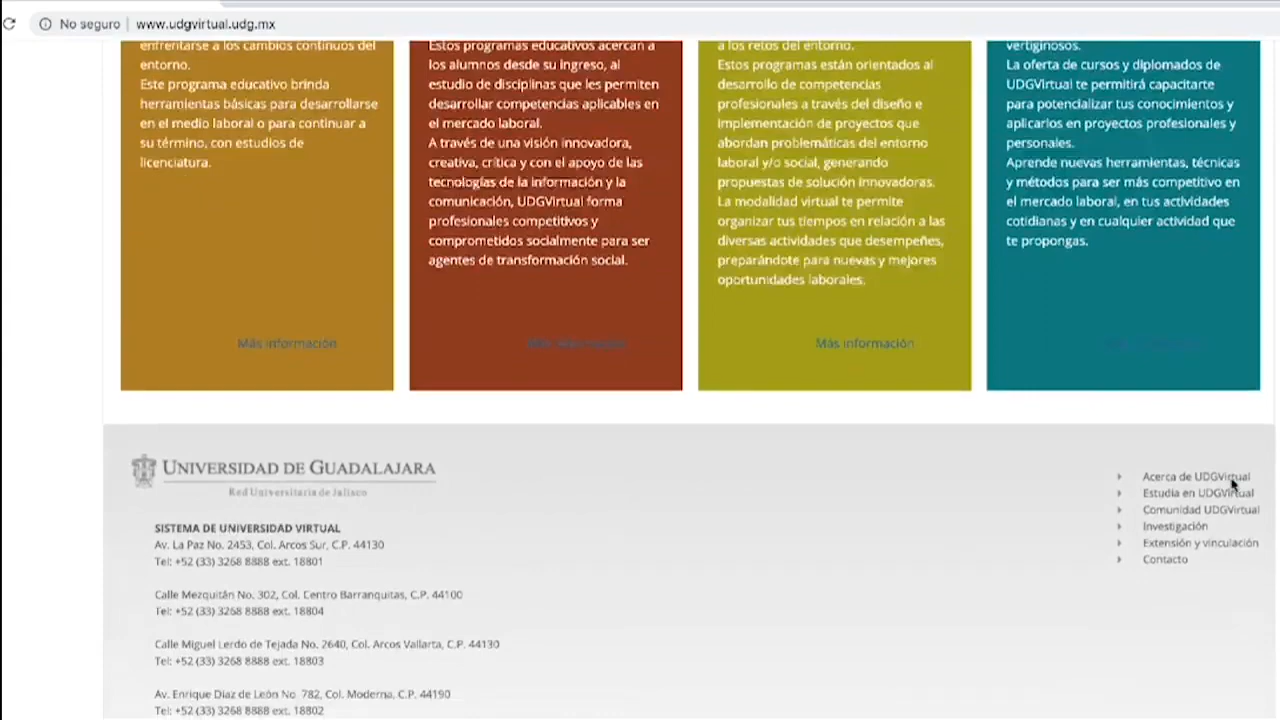 No seguro | www.udgvirtual.udg.mx
enfrentarse a los cambios continuos del
entorno.
Este programa educativo brinda
herramientas básicas para desarrollarse
en el medio laboral o para continuar a
su término, con estudios de
licenciatura.
Más información
Estos programas educativos acercan a
los alumnos desde su ingreso, al
estudio de disciplinas que les permiten
desarrollar competencias aplicables en
el mercado laboral.
A través de una visión innovadora,
creativa, crítica y con el apoyo de las
tecnologías de la información y la
comunicación, UDGVirtual forma
profesionales competitivos y
comprometidos socialmente para ser
agentes de transformación social.
Más información
a los retos del entorno.
Estos programas están orientados al
desarrollo de competencias
profesionales a través del diseño e
implementación de proyectos que
abordan problemáticas del entorno
laboral y/o social, generando
propuestas de solución innovadoras.
La modalidad virtual te permite
organizar tus tiempos en relación a las
diversas actividades que desempeñes,
preparándote para nuevas y mejores
oportunidades laborales.
Más información
vertiginosos.
La oferta de cursos y diplomados de
UDGVirtual te permitirá capacitarte
para potencializar tus conocimientos y
aplicarlos en proyectos profesionales y
personales.
Aprende nuevas herramientas, técnicas
y métodos para ser más competitivo en
el mercado laboral, en tus actividades
cotidianas y en cualquier actividad que
te propongas.
UNIVERSIDAD DE GUADALAJARA
Red Universitaria de Jalisco
SISTEMA DE UNIVERSIDAD VIRTUAL
Av. La Paz No. 2453, Col. Arcos Sur, C.P. 44130
Tel: +52 (33) 3268 8888 ext. 18801
Calle Mezquitán No. 302, Col. Centro Barranquitas, C.P. 44100
Tel: +52 (33) 3268 8888 ext. 18804
Calle Miguel Lerdo de Tejada No. 2640, Col. Arcos Vallarta, C.P. 44130
Tel: +52 (33) 3268 8888 ext. 18803
Av. Enrique Díaz de León No. 782, Col. Moderna, C.P. 44190
Tel: +52 (33) 3268 8888 ext. 18802
Acerca de UDGVirtual
Estudia en UDGVirtual
Comunidad UDGVirtual
Investigación
Extensión y vinculación
Contacto